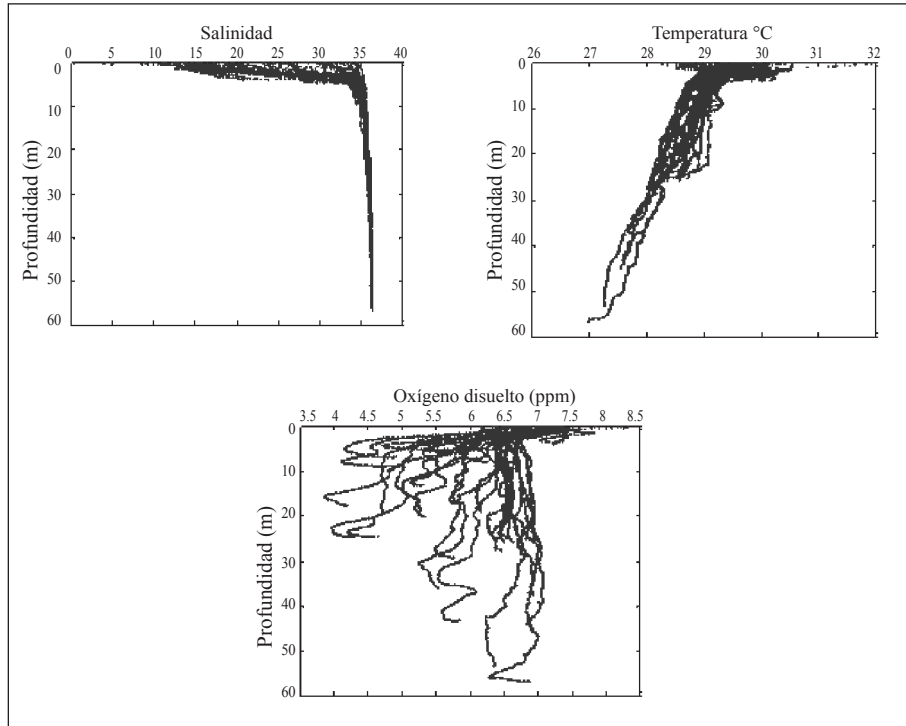 Salinidad
0 5 10 15 20 25 30 35 40
0
10
20
30
40
50
60
Profundidad (m)
Temperatura °C
26 27 28 29 30 31 32
0
10
20
30
40
50
60
Profundidad (m)
Oxígeno disuelto (ppm)
3.5 4 4.5 5 5.5 6 6.5 7 7.5 8 8.5
0
10
20
30
40
50
60
Profundidad (m)